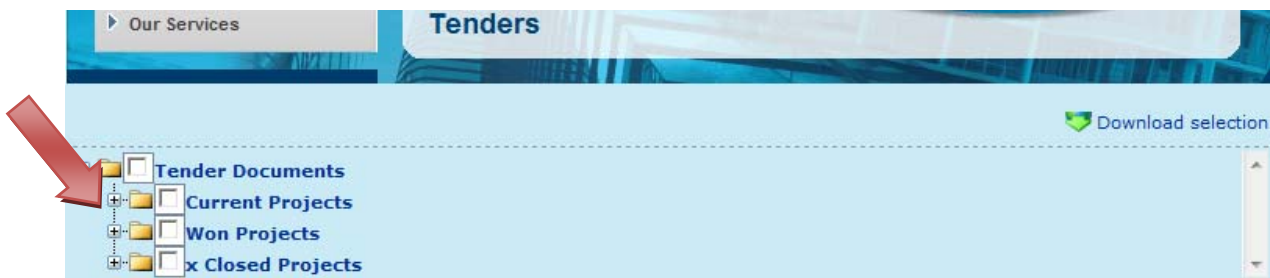 Our Services
Tenders
Download selection
Tender Documents
Current Projects
Won Projects
x Closed Projects